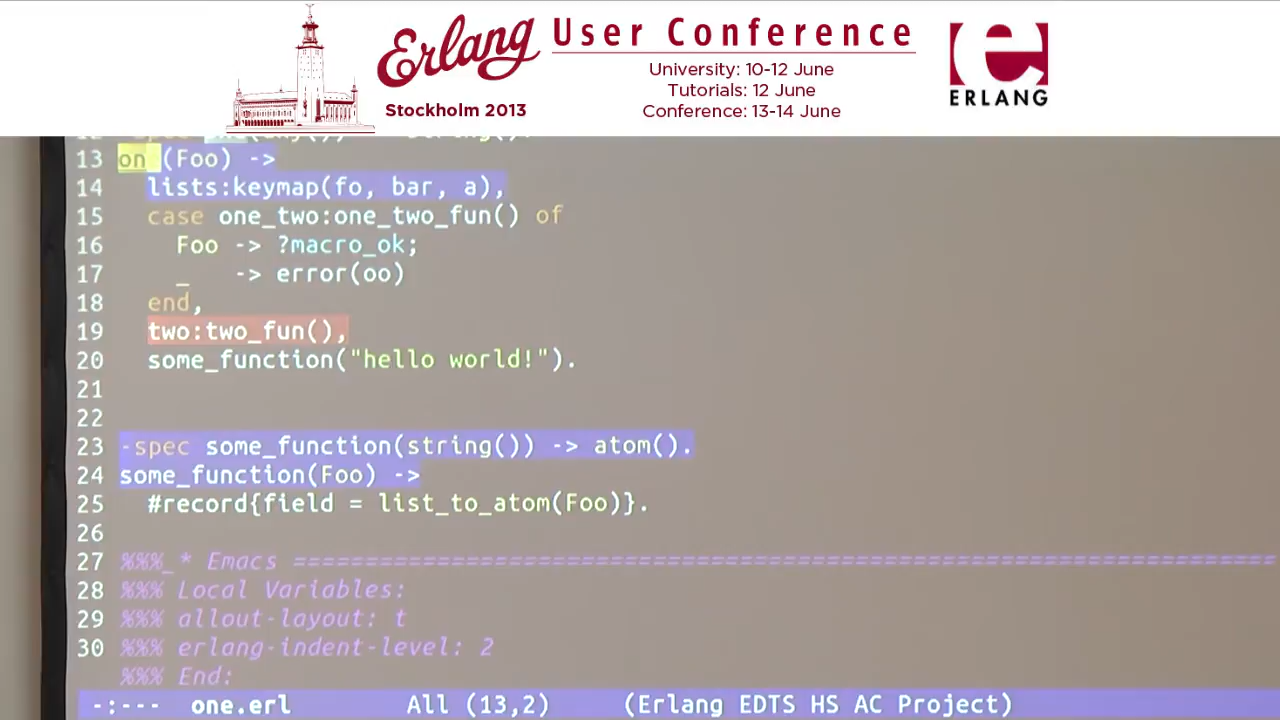 Erlang
User Conference
University: 10-12 June
Tutorials: 12 June
Conference: 13-14 June
Stockholm 2013
ERLANG
13 on (Foo) ->
14 lists:keymap(fo, bar, a),
15 case one_two:one_two_fun() of
16 Foo -> ?macro_ok;
17 _ -> error(oo)
18 end,
19 two:two_fun(),
20 some_function("hello world!").
21
22
23 -spec some_function(string()) -> atom().
24 some_function(Foo) ->
25 #record{field = list_to_atom(Foo)}.
26
27 %%%_* Emacs ====================================================================
28 %%% Local Variables:
29 %%% allout-layout: t
30 %%% erlang-indent-level: 2
%%% End:
-:--- one.erl All (13,2) (Erlang EDTS HS AC Project)